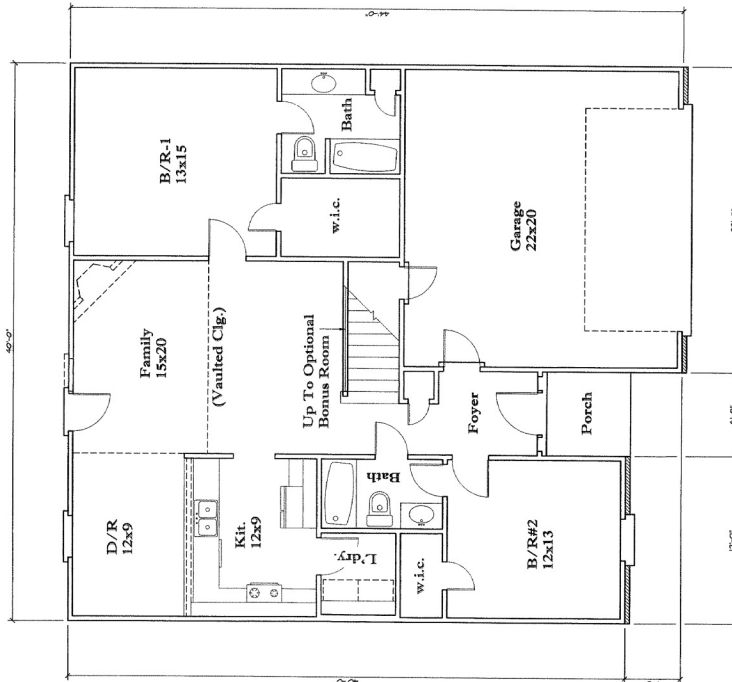 44'-0"
B/R-1
13x15
Bath
w.i.c.
Garage
22x20
40'-0"
Family
15x20
(Vaulted Clg.)
Up To Optional
Bonus Room
Foyer
Porch
D/R
12x9
Kit.
12x9
Bath
L'dry.
w.i.c.
B/R#2
12x13